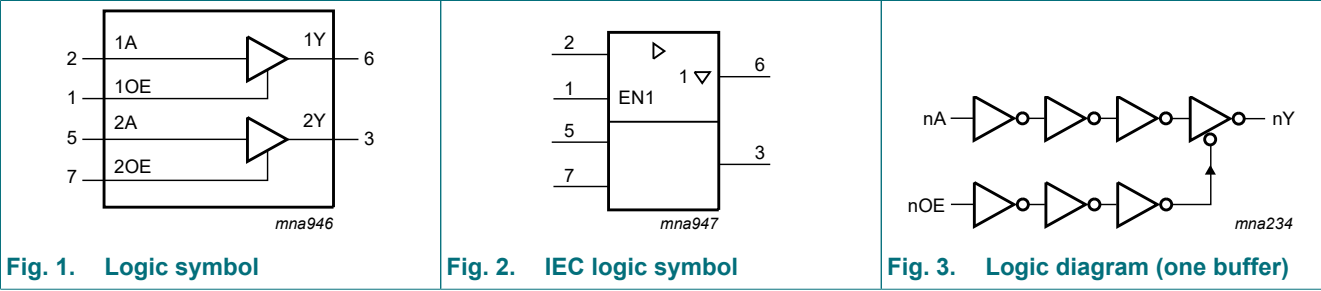 2 1A 1Y 6
1 1OE
5 2A 2Y 3
7 2OE
mna946
Fig. 1. Logic symbol
2
1 6
1 EN1
5
3
7
mna947
Fig. 2. IEC logic symbol
nA nY
nOE
mna234
Fig. 3. Logic diagram (one buffer)